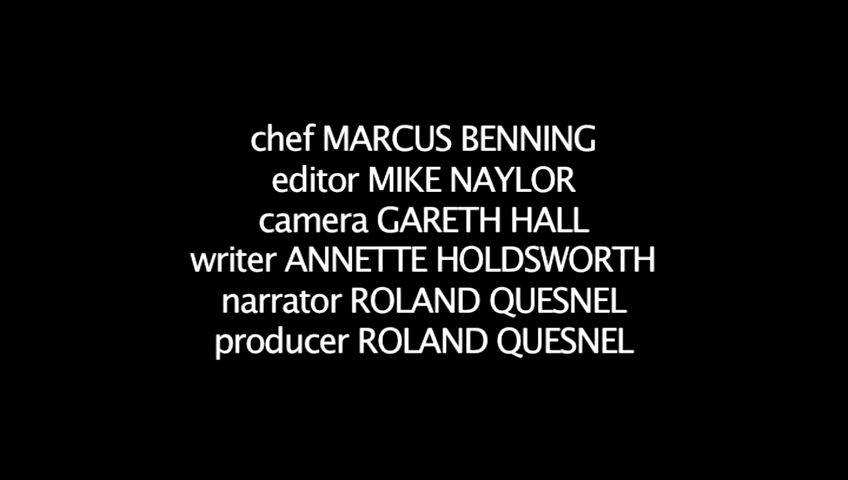 chef MARCUS BENNING
editor MIKE NAYLOR
camera GARETH HALL
writer ANNETTE HOLDSWORTH
narrator ROLAND QUESNEL
producer ROLAND QUESNEL